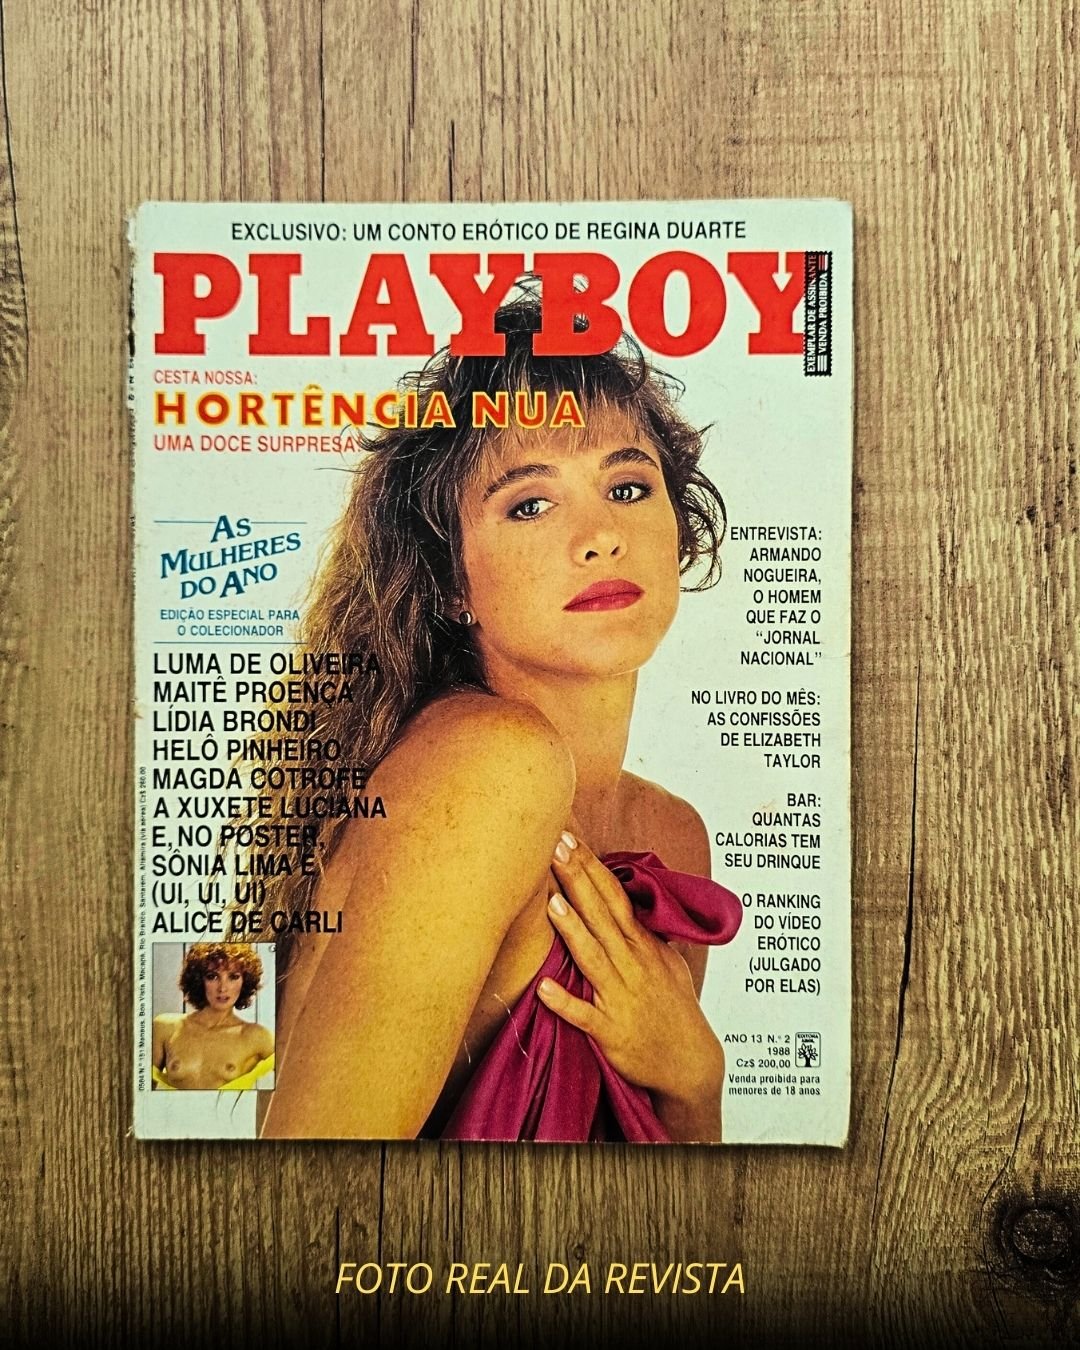 EXCLUSIVO: UM CONTO ERÓTICO DE REGINA DUARTE
PLAYBOY
EXEMPLAR DE ASSINANTE
VENDA PROIBIDA
CESTA NOSSA:
HORTÊNCIA NUA
UMA DOCE SURPRESA!
AS
MULHERES
DO ANO
EDIÇÃO ESPECIAL PARA
O COLECIONADOR
LUMA DE OLIVEIRA
MAITÊ PROENÇA
LÍDIA BRONDI
HELÔ PINHEIRO
MAGDA COTROFE
A XUXETE LUCIANA
E, NO POSTER,
SÔNIA LIMA E
(UI, UI, UI)
ALICE DE CARLI
ENTREVISTA:
ARMANDO
NOGUEIRA,
O HOMEM
QUE FAZ O
“JORNAL
NACIONAL”
NO LIVRO DO MÊS:
AS CONFISSÕES
DE ELIZABETH
TAYLOR
BAR:
QUANTAS
CALORIAS TEM
SEU DRINQUE
O RANKING
DO VÍDEO
ERÓTICO
(JULGADO
POR ELAS)
ANO 13 N.º 2
1988
Cz$ 200,00
EDITORA
ABRIL
Venda proibida para
menores de 18 anos
FOTO REAL DA REVISTA